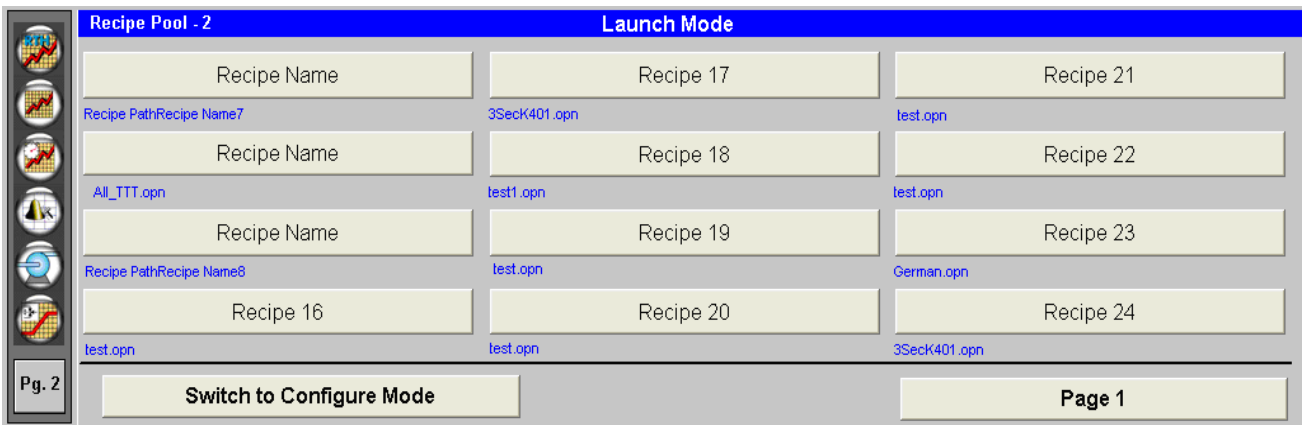 Recipe Pool - 2
Launch Mode
Recipe Name
Recipe 17
Recipe 21
Recipe PathRecipe Name7
3SecK401.opn
test.opn
Recipe Name
Recipe 18
Recipe 22
All_TTT.opn
test1.opn
test.opn
Recipe Name
Recipe 19
Recipe 23
Recipe PathRecipe Name8
test.opn
German.opn
Recipe 16
Recipe 20
Recipe 24
test.opn
test.opn
3SecK401.opn
Pg. 2
Switch to Configure Mode
Page 1
RTH
K